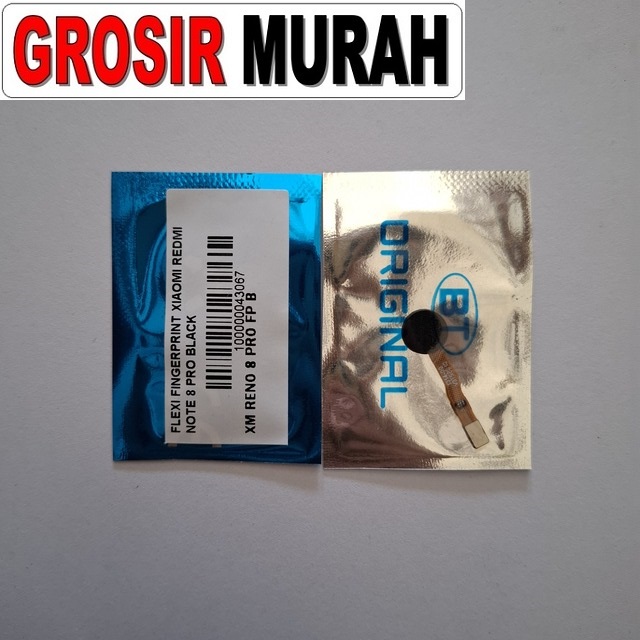 GROSIR MURAH
FLEXI FINGERPRINT XIAOMI REDMI
NOTE 8 PRO BLACK
100000043067
XM RENO 8 PRO FP B
BT
ORIGINAL